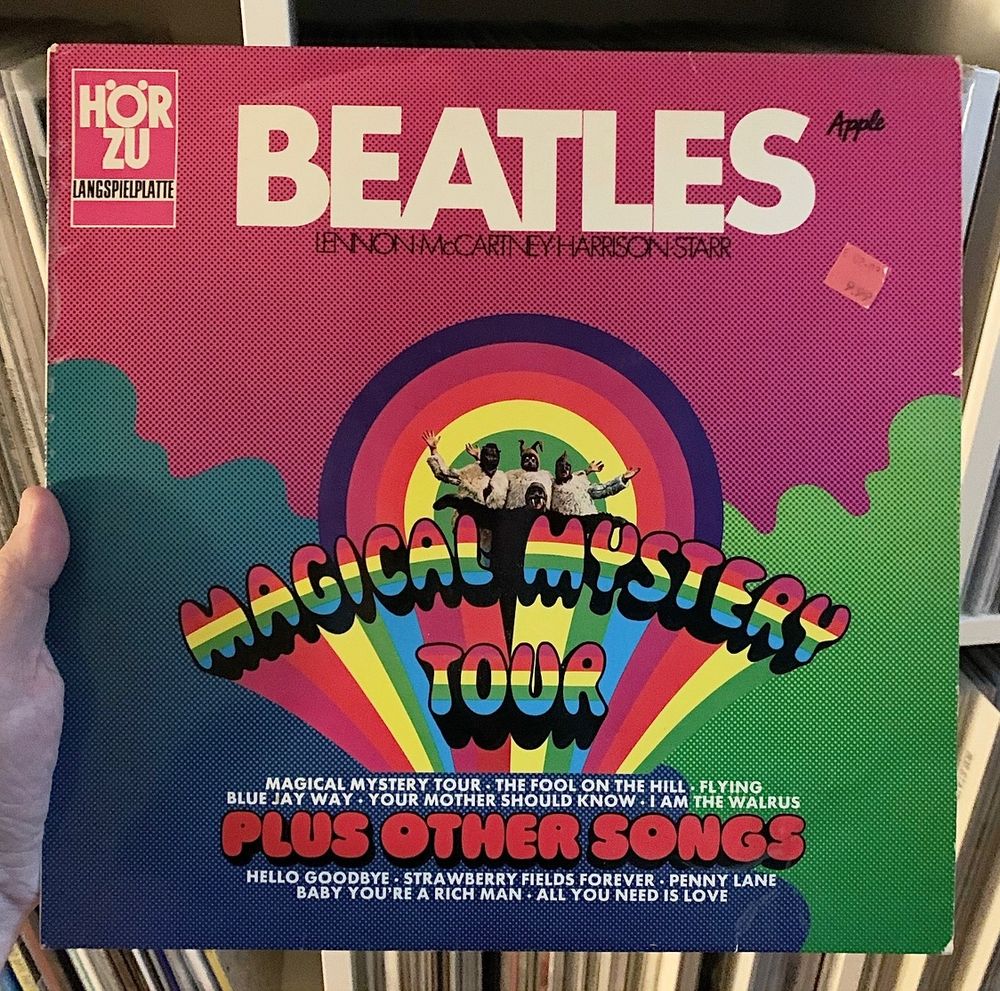 HÖR
ZU
LANGSPIELPLATTE
BEATLES
Apple
LENNON·McCARTNEY·HARRISON·STARR
MAGICAL MYSTERY
TOUR
MAGICAL MYSTERY TOUR · THE FOOL ON THE HILL · FLYING
BLUE JAY WAY · YOUR MOTHER SHOULD KNOW · I AM THE WALRUS
PLUS OTHER SONGS
HELLO GOODBYE · STRAWBERRY FIELDS FOREVER · PENNY LANE
BABY YOU'RE A RICH MAN · ALL YOU NEED IS LOVE